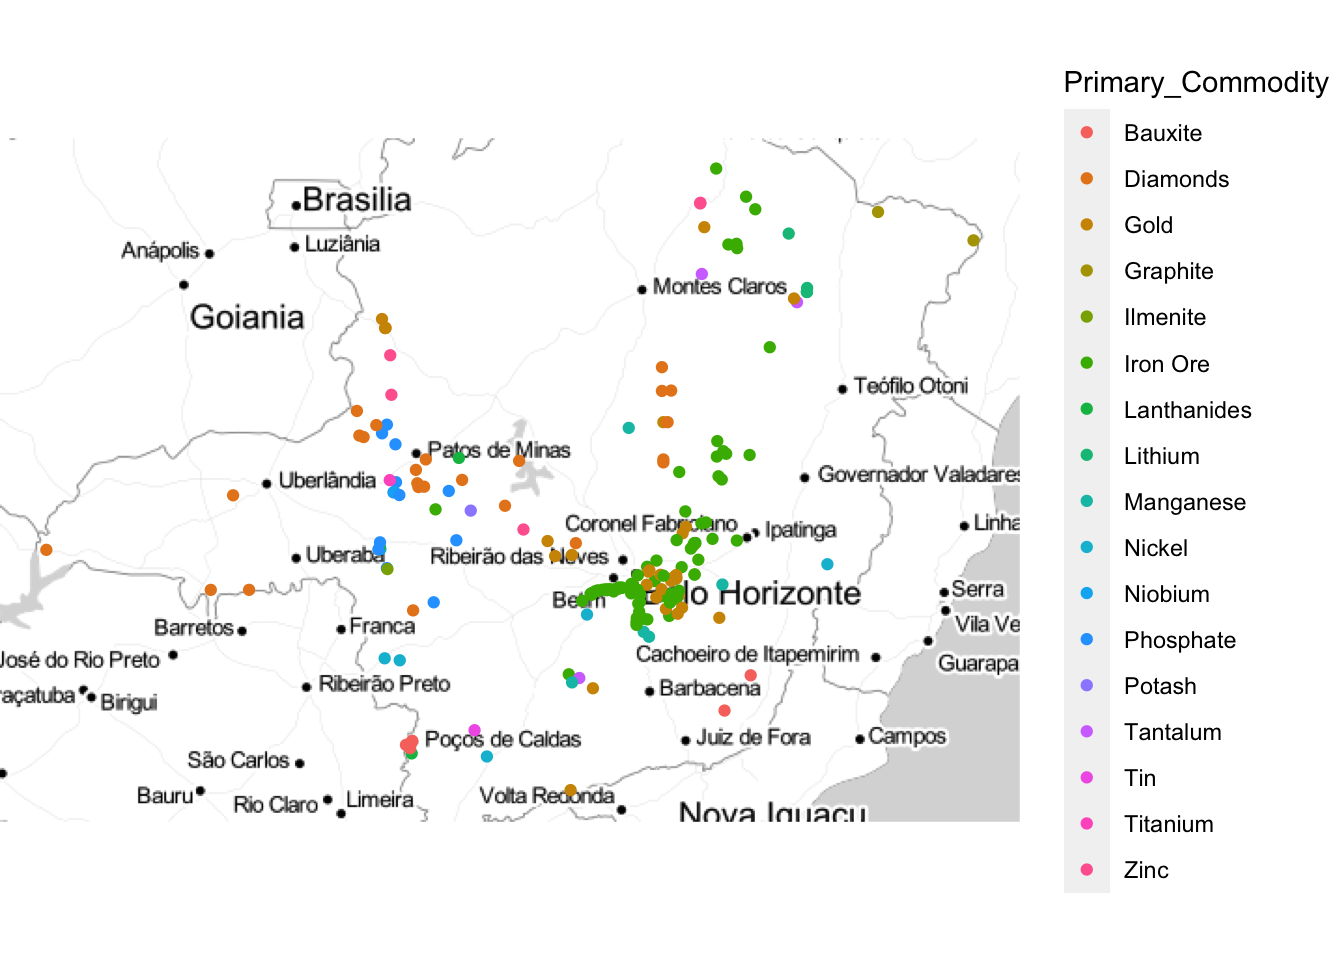 Primary_Commodity
Bauxite
Diamonds
Gold
Graphite
Ilmenite
Iron Ore
Lanthanides
Lithium
Manganese
Nickel
Niobium
Phosphate
Potash
Tantalum
Tin
Titanium
Zinc
Brasilia
Luziânia
Anápolis
Goiania
Montes Claros
Teófilo Otoni
Patos de Minas
Uberlândia
Governador Valadares
Coronel Fabriciano
Ipatinga
Linha
Uberaba
Ribeirão das Neves
Betim
Belo Horizonte
Serra
Vila Ve
Barretos
Franca
Guarapa
José do Rio Preto
Cachoeiro de Itapemirim
raçatuba
Birigui
Ribeirão Preto
Barbacena
Poços de Caldas
Juiz de Fora
Campos
São Carlos
Bauru
Rio Claro
Limeira
Volta Redonda
Nova Iguaçu